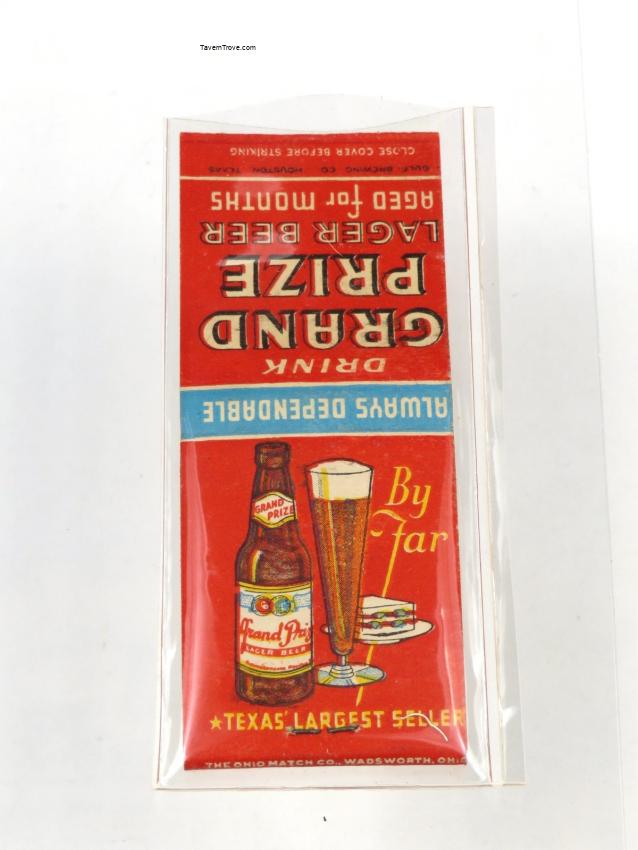 TavernTrove.com
CLOSE COVER BEFORE STRIKING
GULF BREWING CO. HOUSTON TEXAS
AGED for MONTHS
LAGER BEER
PRIZE
GRAND
DRINK
ALWAYS DEPENDABLE
By
Far
GRAND
PRIZE
Grand Priz
LAGER BEER
★TEXAS' LARGEST SELLER
THE OHIO MATCH CO., WADSWORTH, OHIO